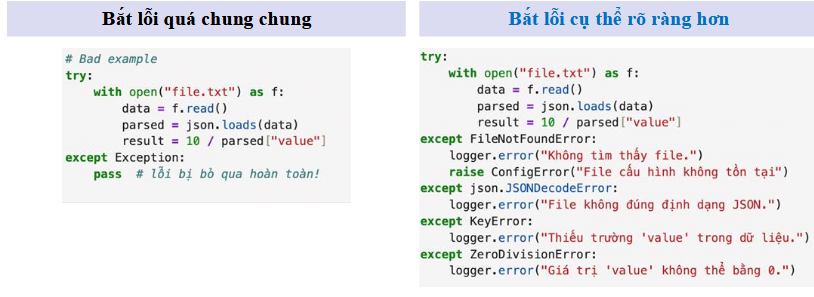 Bắt lỗi quá chung chung
# Bad example
try:
    with open("file.txt") as f:
        data = f.read()
        parsed = json.loads(data)
        result = 10 / parsed["value"]
except Exception:
    pass  # lỗi bị bỏ qua hoàn toàn!
Bắt lỗi cụ thể rõ ràng hơn
try:
    with open("file.txt") as f:
        data = f.read()
        parsed = json.loads(data)
        result = 10 / parsed["value"]
except FileNotFoundError:
    logger.error("Không tìm thấy file.")
    raise ConfigError("File cấu hình không tồn tại")
except json.JSONDecodeError:
    logger.error("File không đúng định dạng JSON.")
except KeyError:
    logger.error("Thiếu trường 'value' trong dữ liệu.")
except ZeroDivisionError:
    logger.error("Giá trị 'value' không thể bằng 0.")